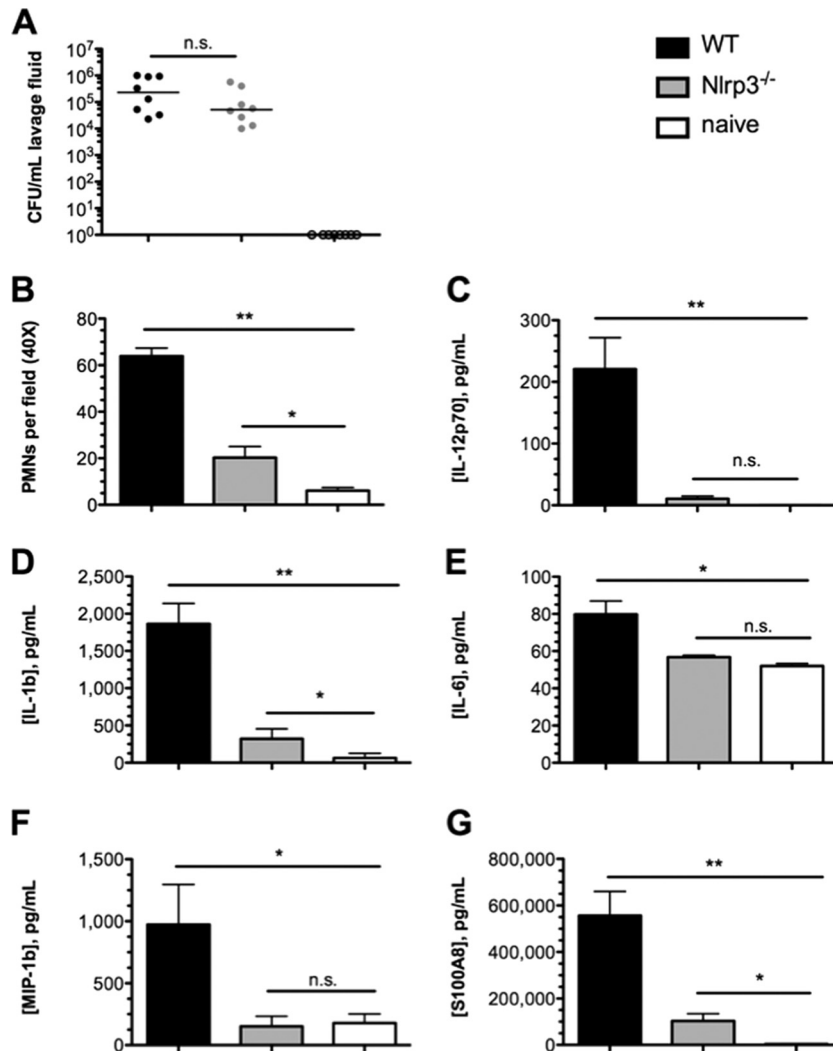 A
n.s.
CFU/mL lavage fluid
10^7
10^6
10^5
10^4
10^3
10^2
10^1
10^0
WT
Nlrp3^-/-
naive
B
PMNs per field (40X)
80
60
40
20
0
**
*
C
[IL-12p70], pg/mL
300
200
100
0
**
n.s.
D
[IL-1b], pg/mL
2,500
2,000
1,500
1,000
500
0
**
*
E
[IL-6], pg/mL
100
80
60
40
20
0
*
n.s.
F
[MIP-1b], pg/mL
1,500
1,000
500
0
*
n.s.
G
[S100A8], pg/mL
800,000
600,000
400,000
200,000
0
**
*